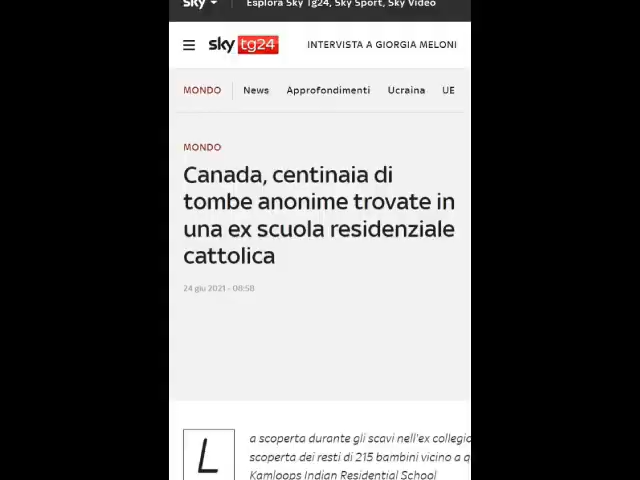 sky
Esplora Sky Tg24, Sky Sport, Sky Video
sky tg24
INTERVISTA A GIORGIA MELONI
MONDO
News
Approfondimenti
Ucraina
UE
MONDO
Canada, centinaia di
tombe anonime trovate in
una ex scuola residenziale
cattolica
24 giu 2021 - 08:58
L
a scoperta durante gli scavi nell'ex collegio
scoperta dei resti di 215 bambini vicino a q
Kamloops Indian Residential School